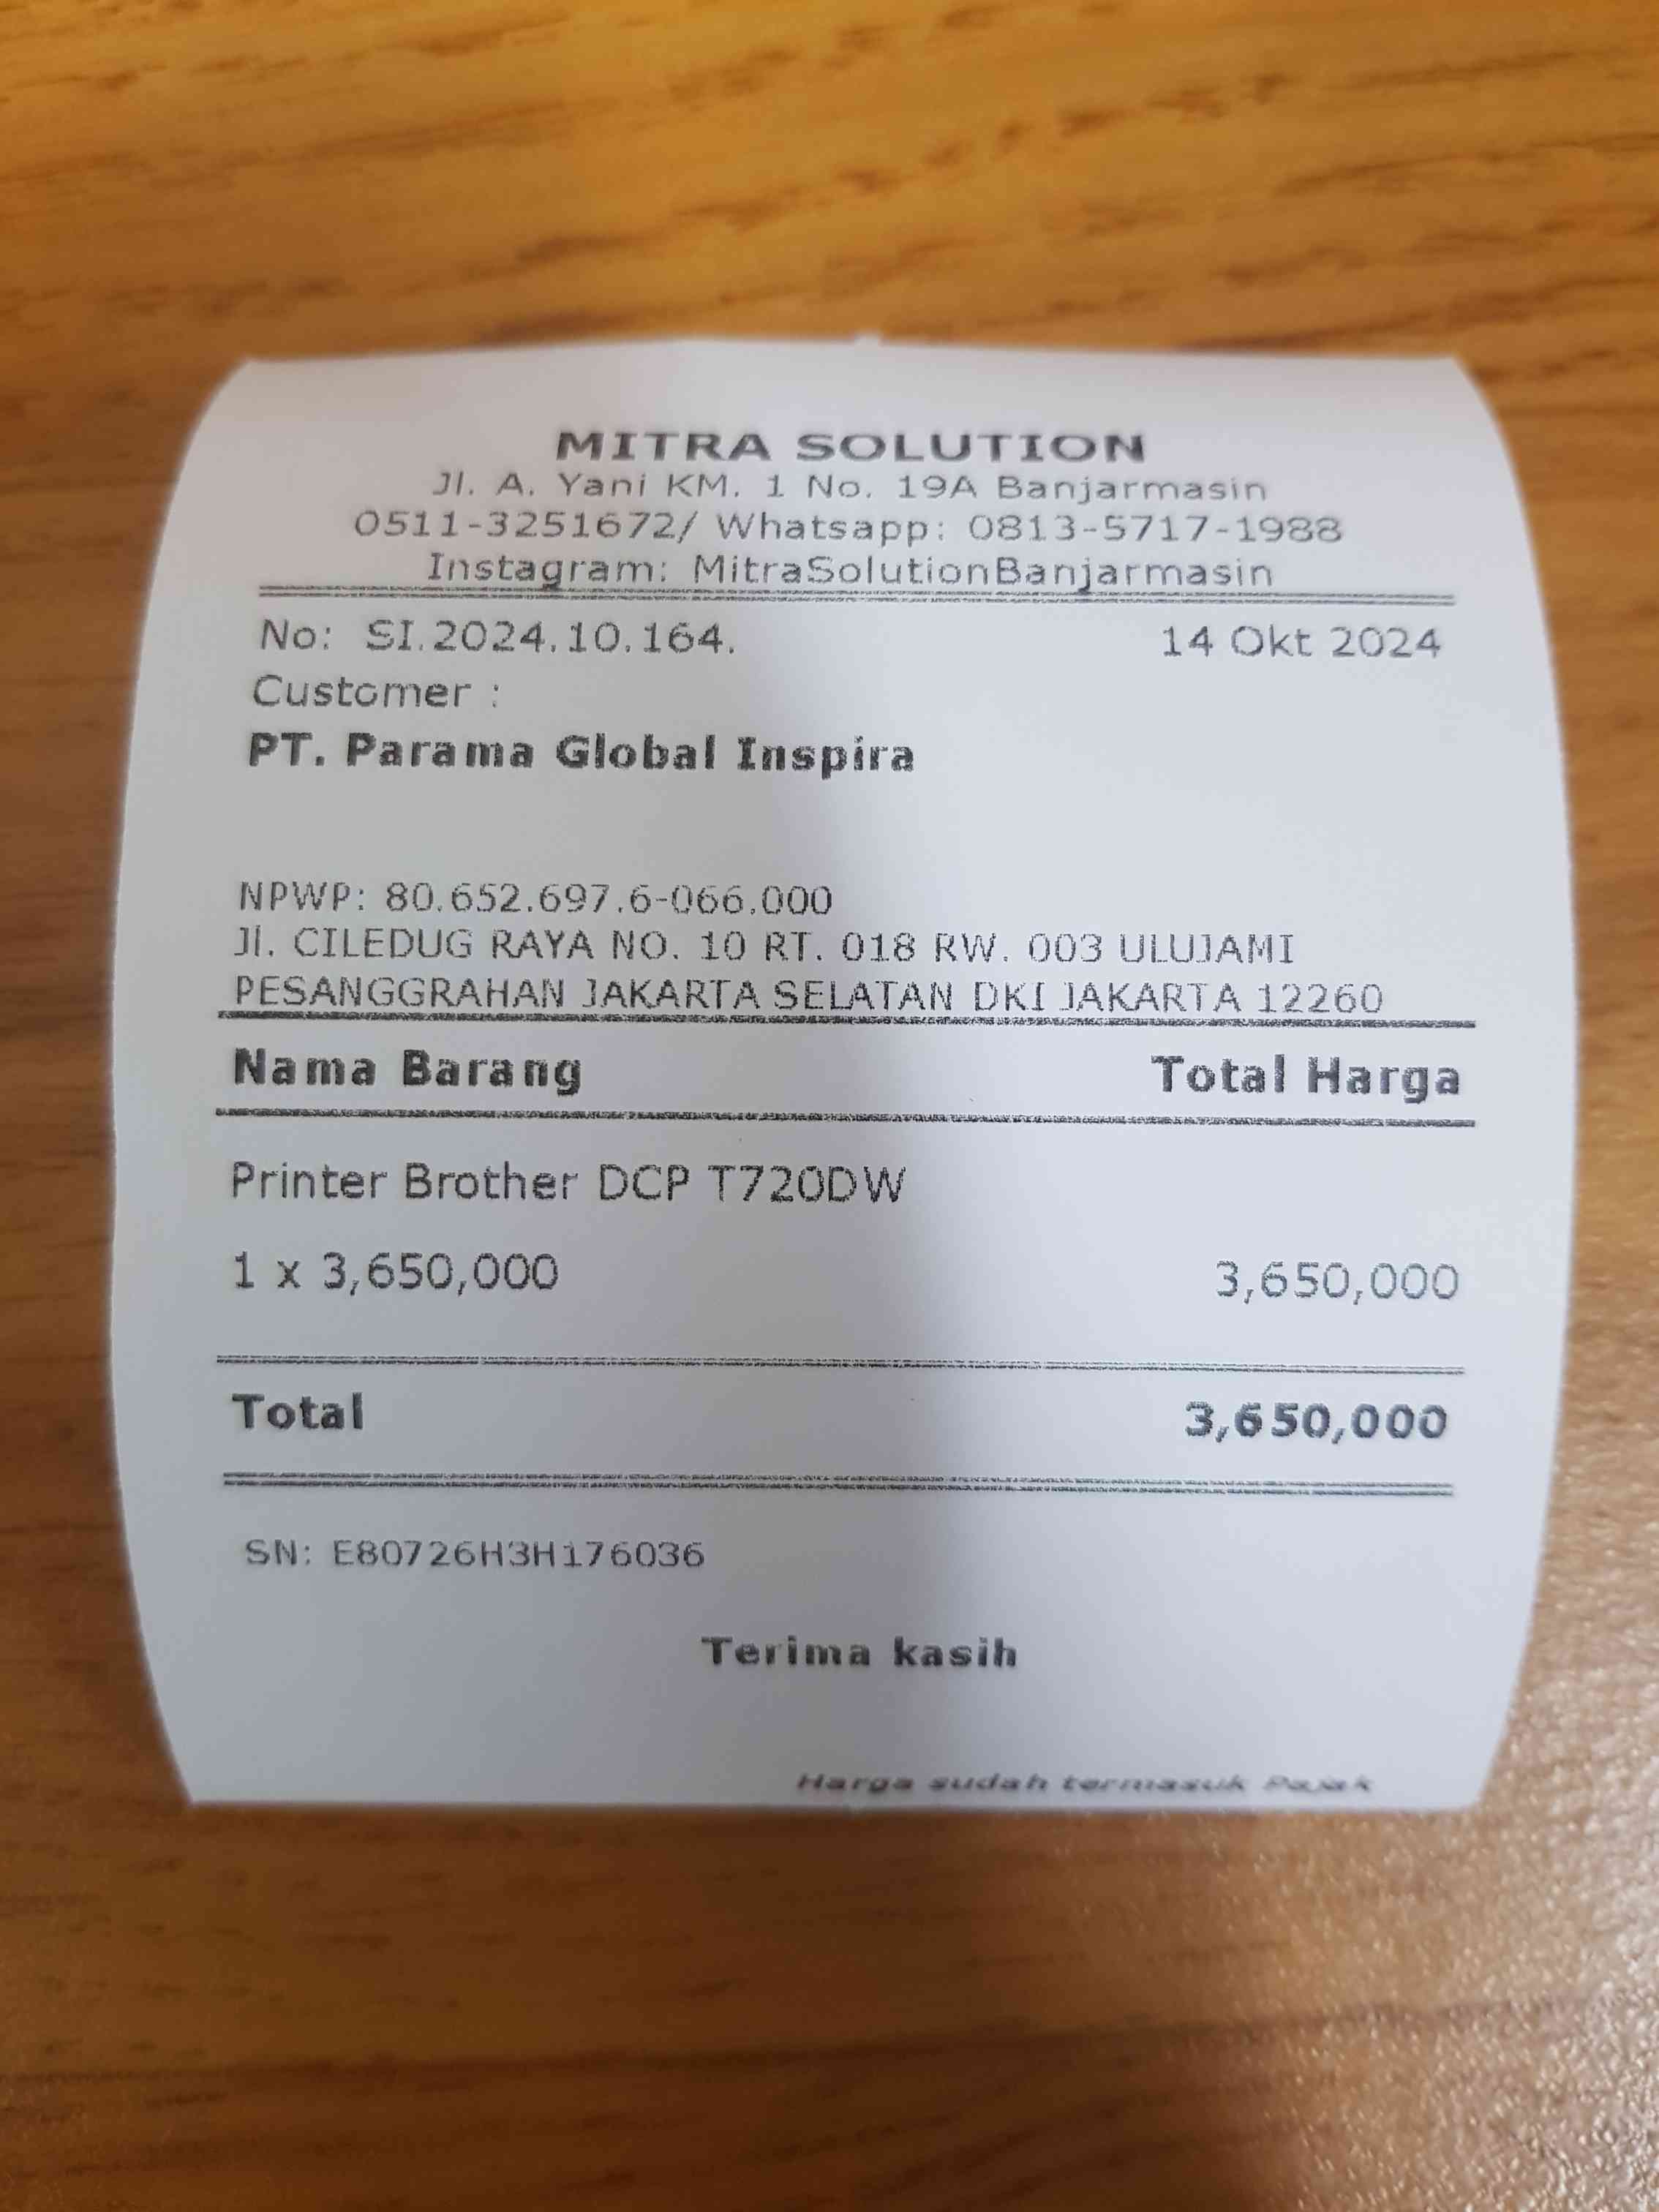 MITRA SOLUTION
Jl. A. Yani KM. 1 No. 19A Banjarmasin
0511-3251672/ Whatsapp: 0813-5717-1988
Instagram: MitraSolutionBanjarmasin
No: SI.2024.10.164. 14 Okt 2024
Customer :
PT. Parama Global Inspira
NPWP: 80.652.697.6-066.000
Jl. CILEDUG RAYA NO. 10 RT. 018 RW. 003 ULUJAMI
PESANGGRAHAN JAKARTA SELATAN DKI JAKARTA 12260
Nama Barang Total Harga
Printer Brother DCP T720DW
1 x 3,650,000 3,650,000
Total 3,650,000
SN: E80726H3H176036
Terima kasih
Harga sudah termasuk Pajak